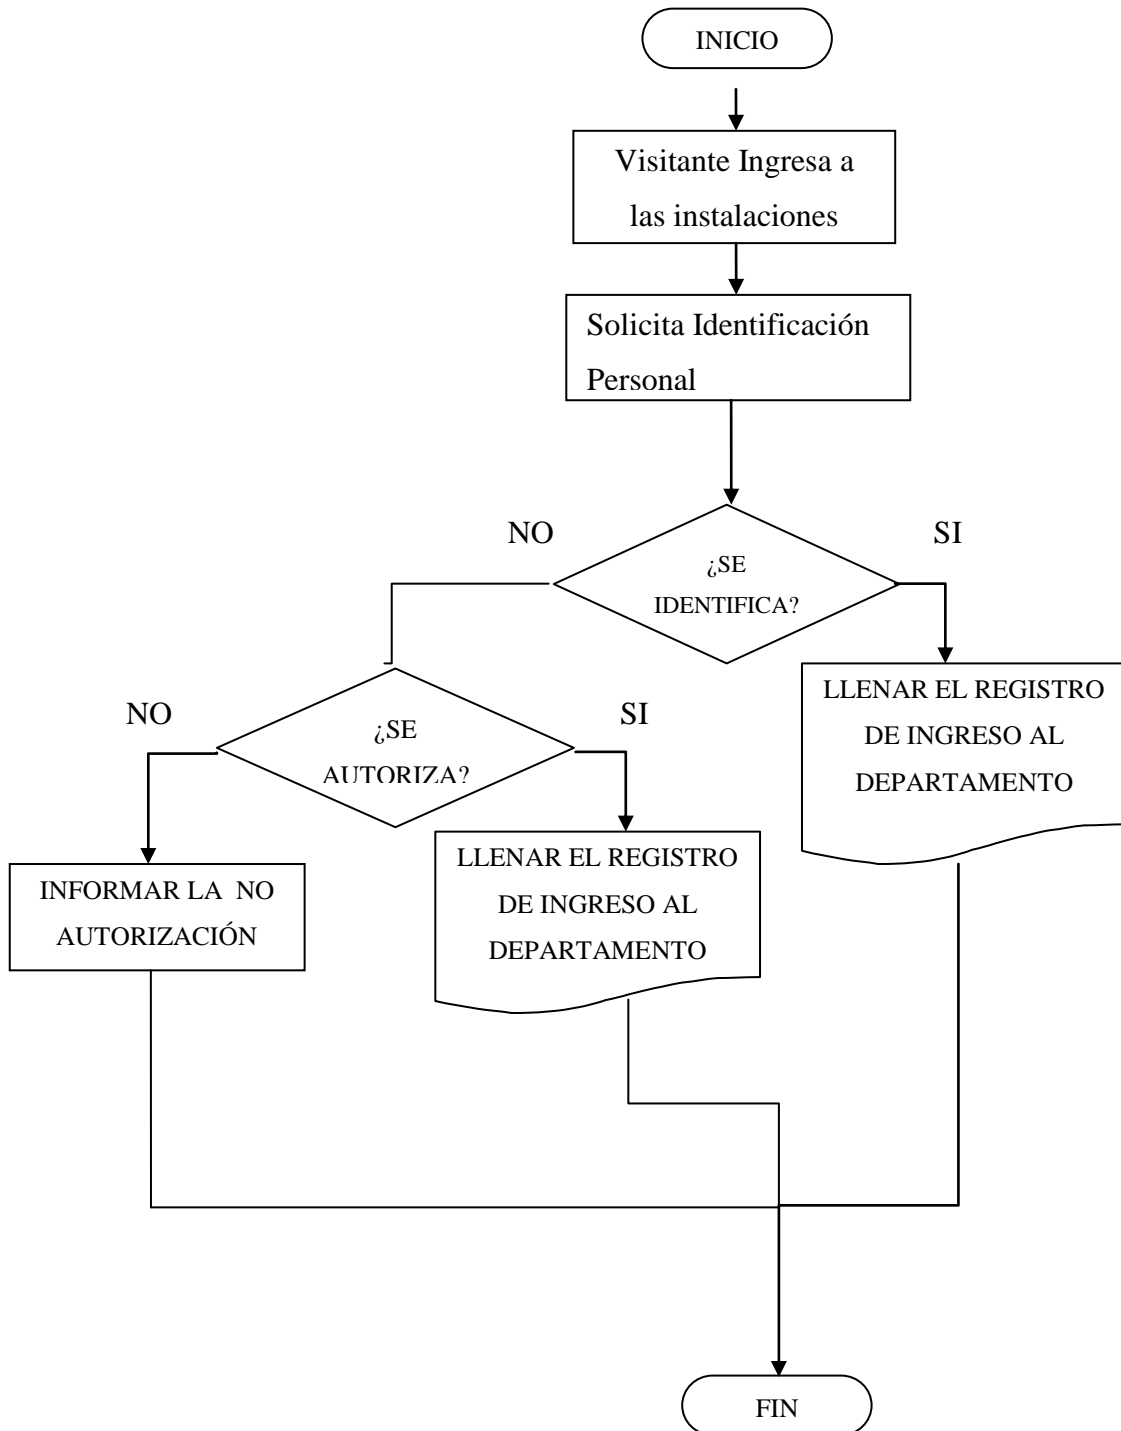 INICIO
Visitante Ingresa a
las instalaciones
Solicita Identificación
Personal
NO
SI
¿SE
IDENTIFICA?
LLENAR EL REGISTRO
DE INGRESO AL
DEPARTAMENTO
NO
SI
¿SE
AUTORIZA?
LLENAR EL REGISTRO
DE INGRESO AL
DEPARTAMENTO
INFORMAR LA  NO
AUTORIZACIÓN
FIN